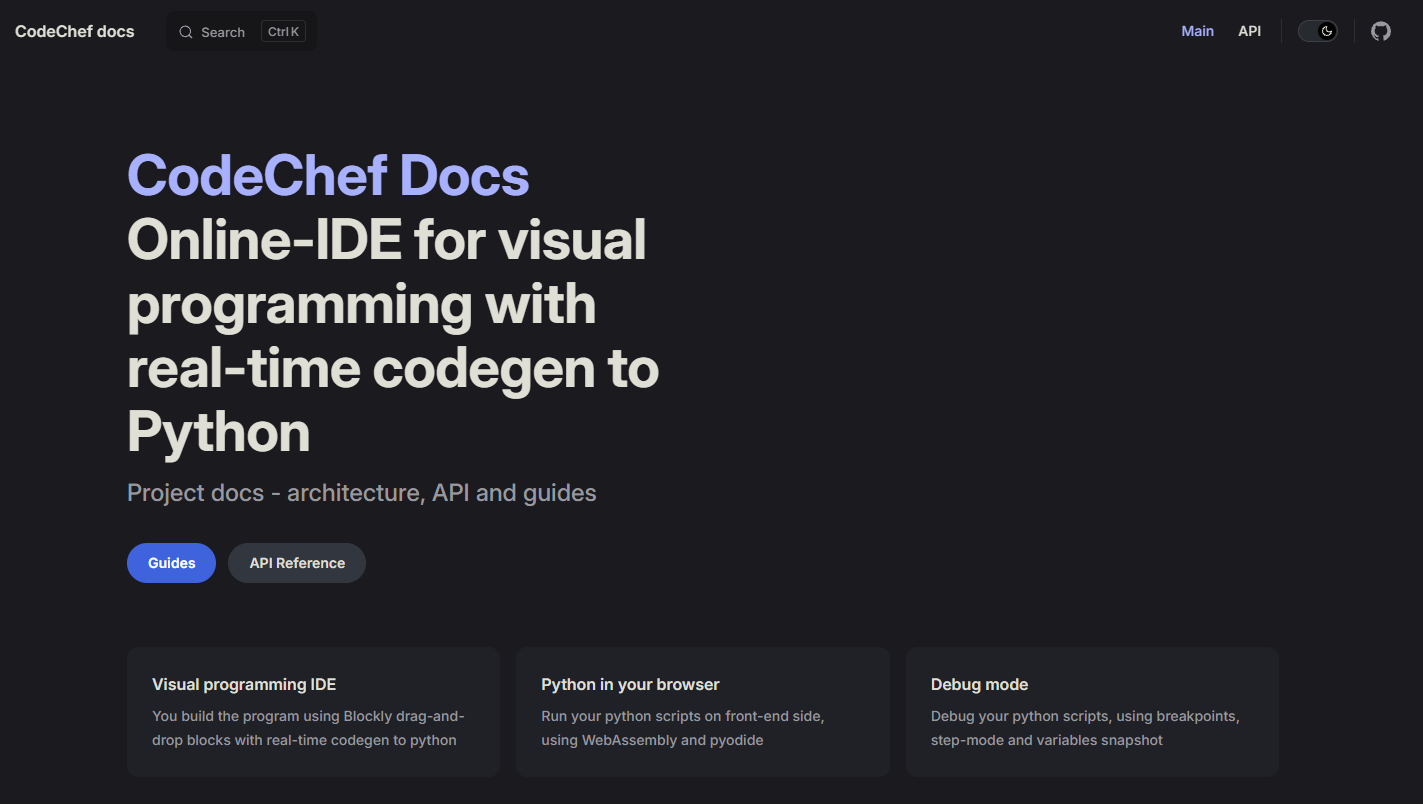 CodeChef docs
Search
Ctrl K
Main
API
CodeChef Docs
Online-IDE for visual
programming with
real-time codegen to
Python
Project docs - architecture, API and guides
Guides
API Reference
Visual programming IDE
You build the program using Blockly drag-and-
drop blocks with real-time codegen to python
Python in your browser
Run your python scripts on front-end side,
using WebAssembly and pyodide
Debug mode
Debug your python scripts, using breakpoints,
step-mode and variables snapshot